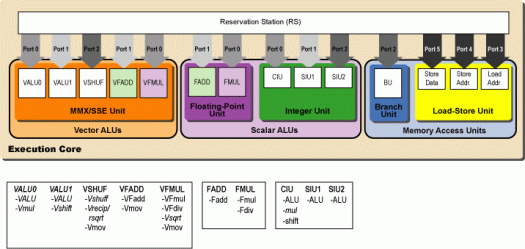 Reservation Station (RS)
Port 0 Port 1 Port 2 Port 1 Port 0 Port 1 Port 0 Port 0 Port 1 Port 2 Port 2 Port 5 Port 4 Port 3
VALU0 VALU1 VSHUF VFADD VFMUL FADD FMUL CIU SIU1 SIU2 BU Store Data Store Addr. Load Addr.
MMX/SSE Unit Floating-Point Unit Integer Unit Branch Unit Load-Store Unit
Vector ALUs Scalar ALUs Memory Access Units
Execution Core
VALU0 VALU1 VSHUF VFADD VFMUL FADD FMUL CIU SIU1 SIU2
-VALU -VALU -Vshuff -VFadd -VFmul -Fadd -Fmul -ALU -ALU -ALU
-Vmul -Vshift -Vrecip/ -Vmov -VFdiv -Fdiv -mul
rsqrt -Vsqrt -shift
-Vmov -Vmov